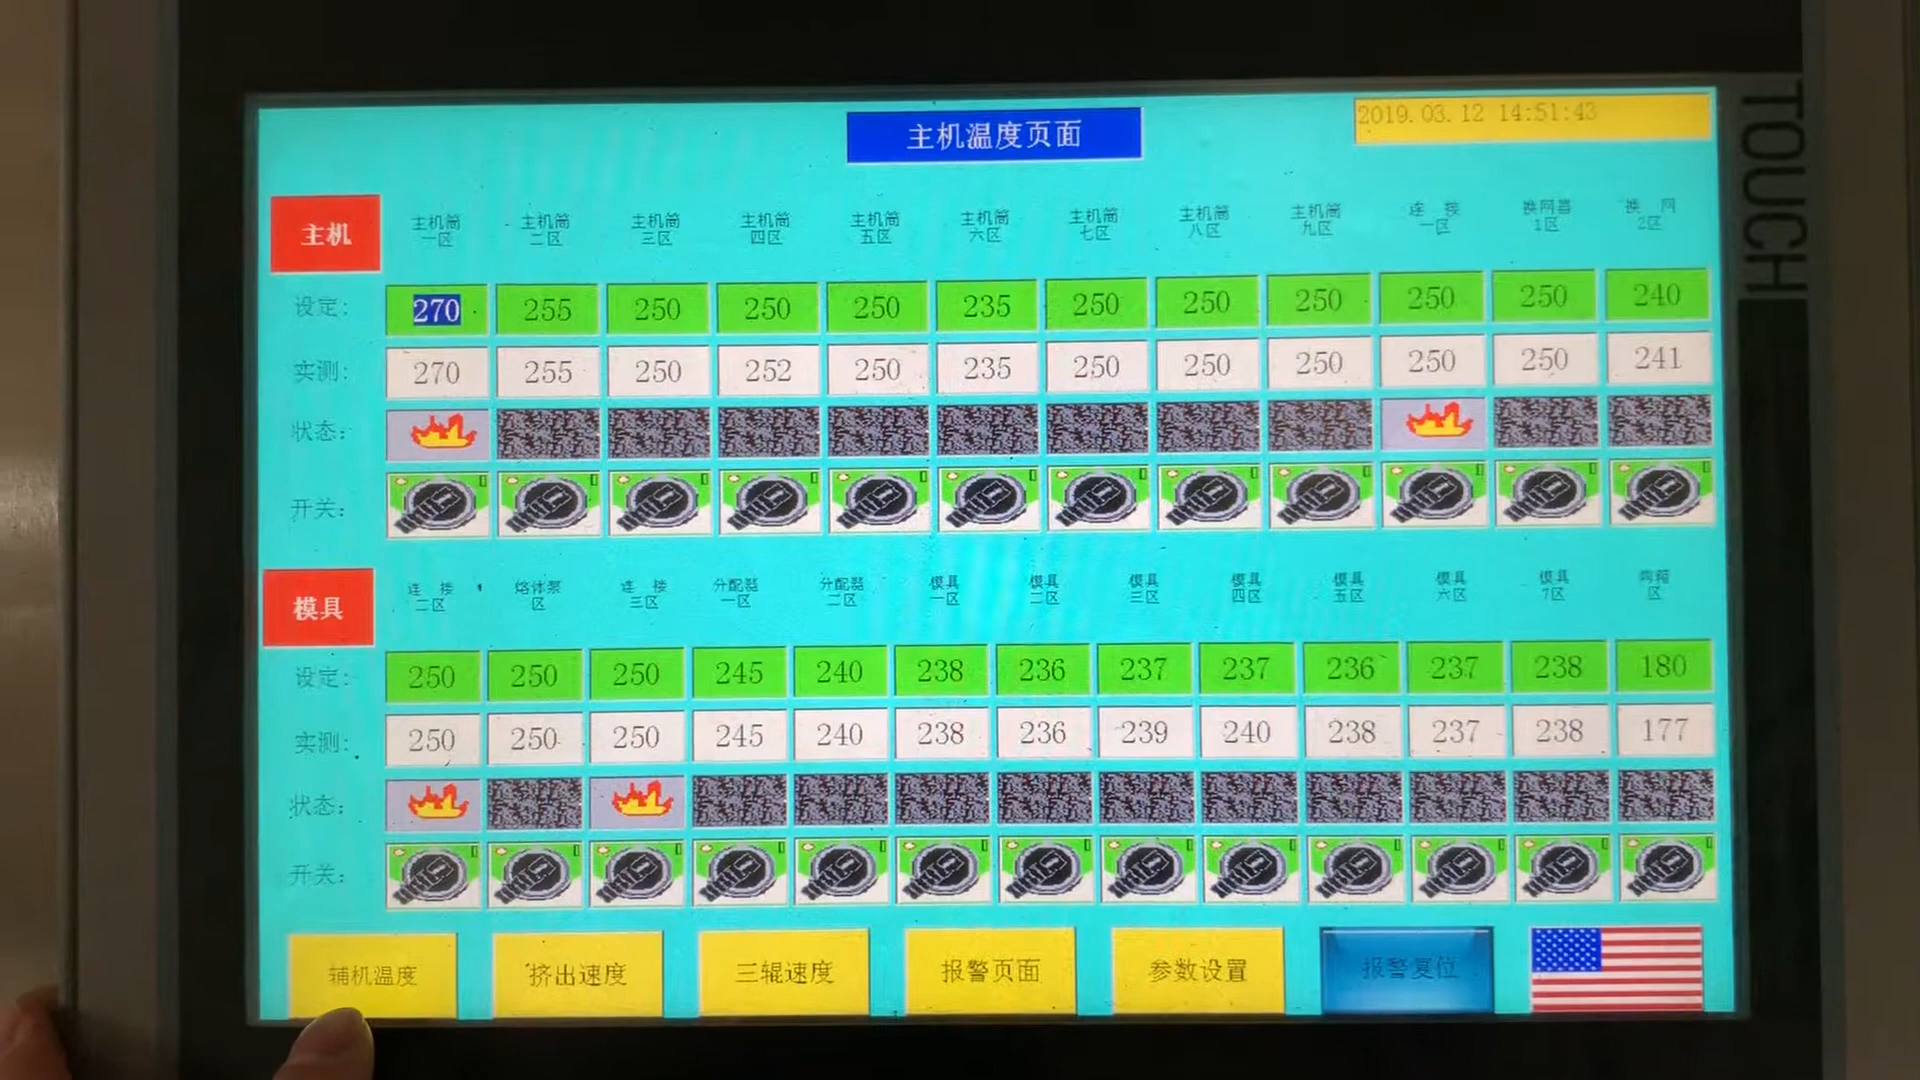 主机温度页面
2019.03.12 14:51:43
TOUCH
主机
主机筒 主机筒 主机筒 主机筒 主机筒 主机筒 主机筒 主机筒 主机筒 连 接 换网器 换 网
一区 二区 三区 四区 五区 六区 七区 八区 九区 一区 1区 2区
设定: 270 255 250 250 250 235 250 250 250 250 250 240
实测: 270 255 250 252 250 235 250 250 250 250 250 241
状态:
开关:
模具
连 接 熔体泵 连 接 分配器 分配器 模具 模具 模具 模具 模具 模具 模具
二区 区 三区 一区 二区 一区 二区 三区 四区 五区 六区 7区 区
设定: 250 250 250 245 240 238 236 237 237 236 237 238 180
实测: 250 250 250 245 240 238 236 239 240 238 237 238 177
状态:
开关:
辅机温度 挤出速度 三辊速度 报警页面 参数设置 报警复位